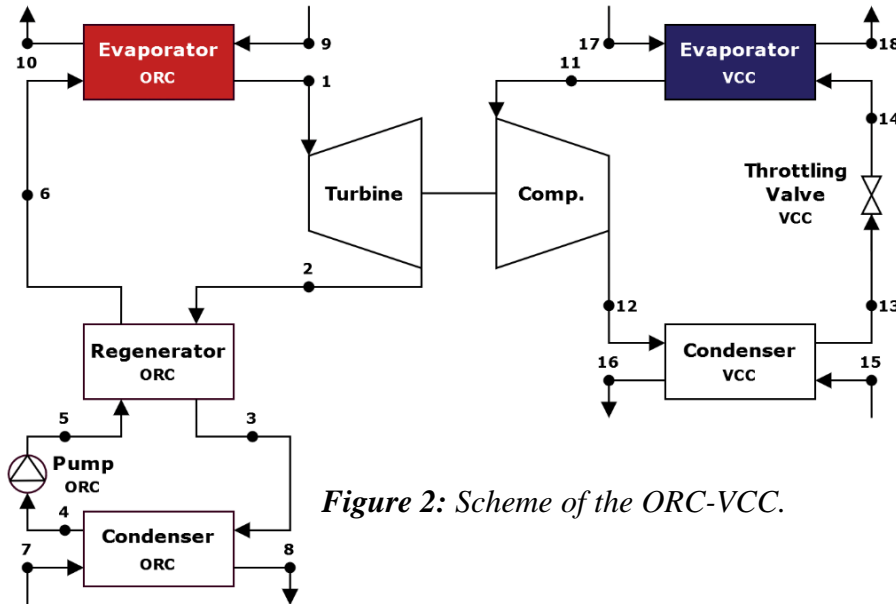 Evaporator
ORC
9
10
1
17
Evaporator
VCC
18
11
14
6
Turbine
Comp.
Throttling
Valve
VCC
2
12
13
Regenerator
ORC
Condenser
VCC
16
15
5
3
Pump
ORC
4
Condenser
ORC
7
8
Figure 2: Scheme of the ORC-VCC.